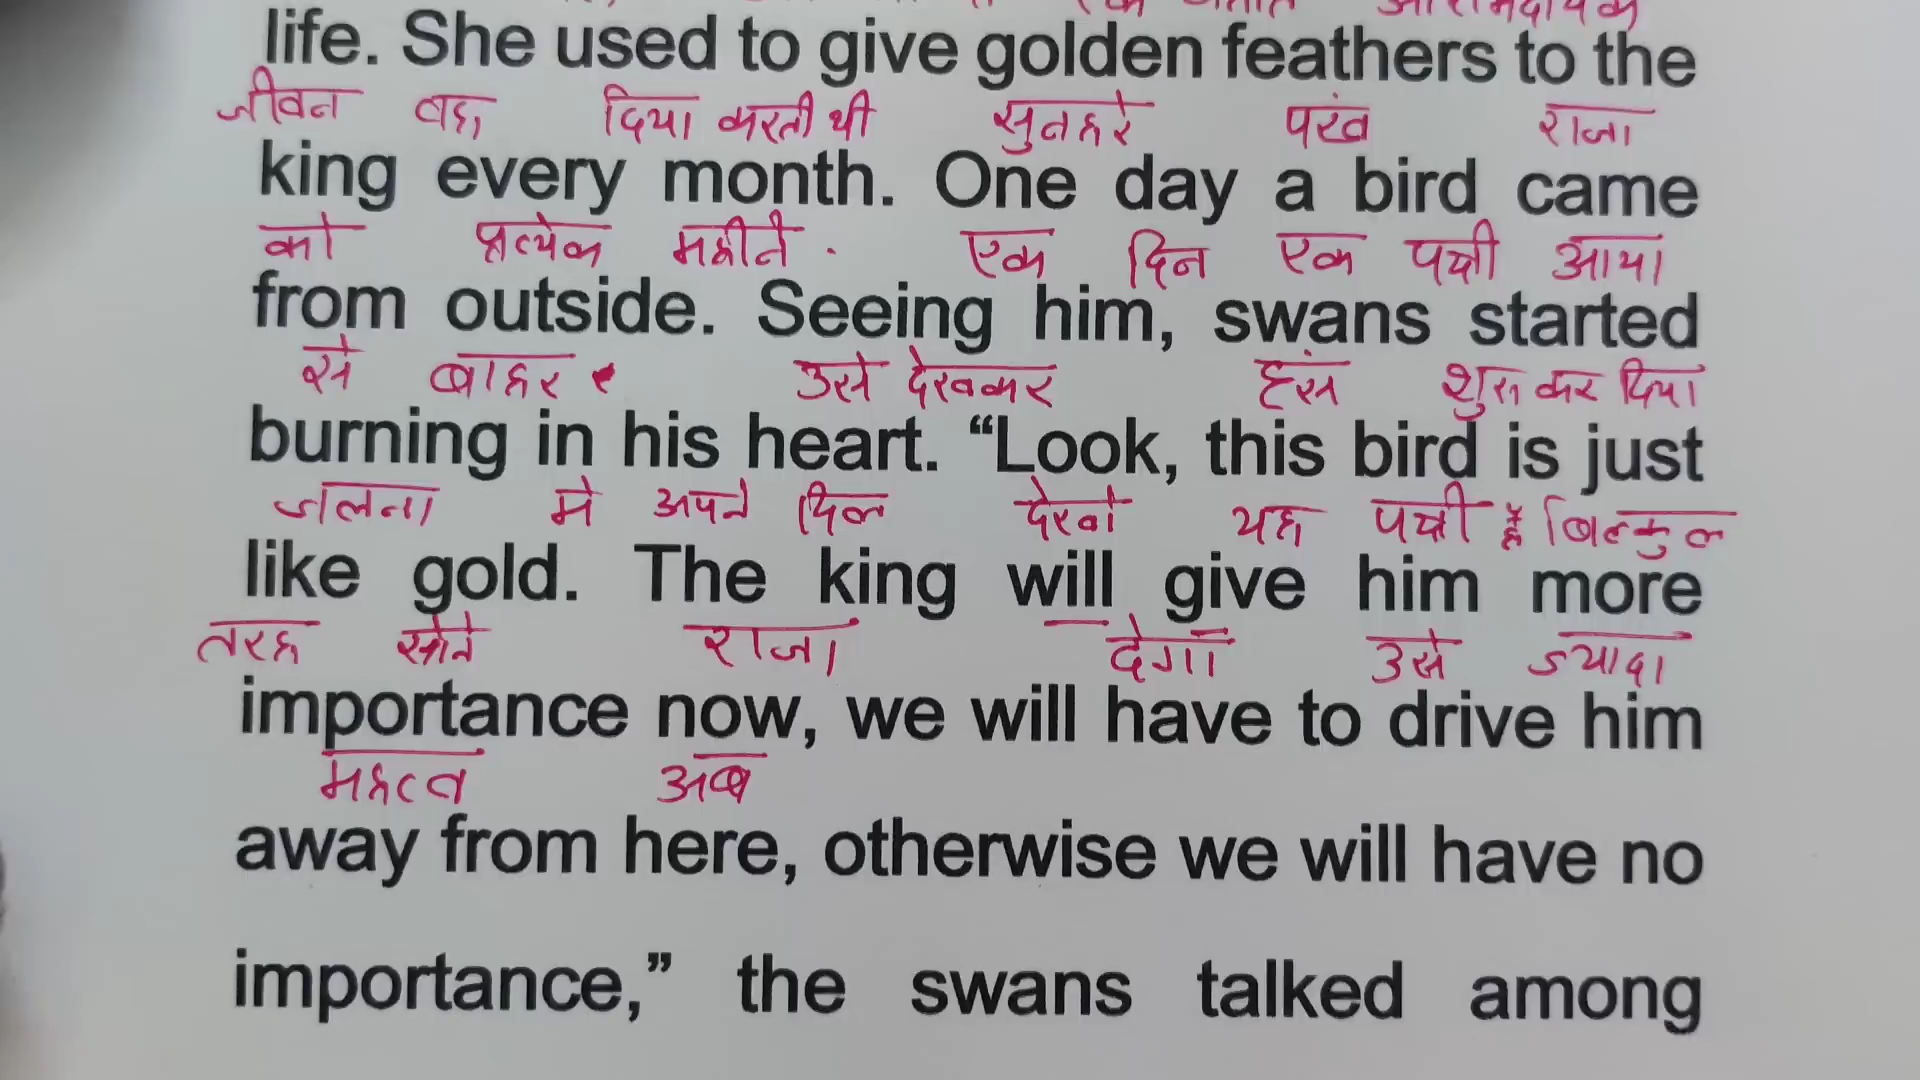 life. She used to give golden feathers to the
जीवन वह दिया करती थी सुनहरे पंख राजा
king every month. One day a bird came
को प्रत्येक महीने. एक दिन एक पक्षी आया
from outside. Seeing him, swans started
से बाहर उसे देखकर हंस शुरू कर दिया
burning in his heart. “Look, this bird is just
जलना मे अपने दिल देखो यह पक्षी है बिल्कुल
like gold. The king will give him more
तरह सोने राजा देगा उसे ज्यादा
importance now, we will have to drive him
महत्व अब
away from here, otherwise we will have no
importance,” the swans talked among